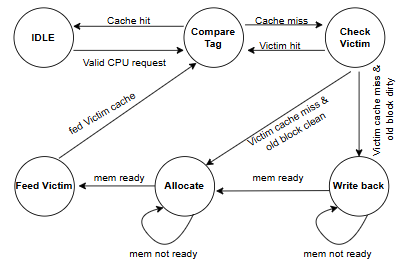 Cache hit
Cache miss
IDLE
Compare
Tag
Check
Victim
Valid CPU request
Victim hit
fed Victim cache
Victim cache miss &
old block clean
Victim cache miss &
old block dirty
Feed Victim
mem ready
Allocate
mem ready
Write back
mem not ready
mem not ready